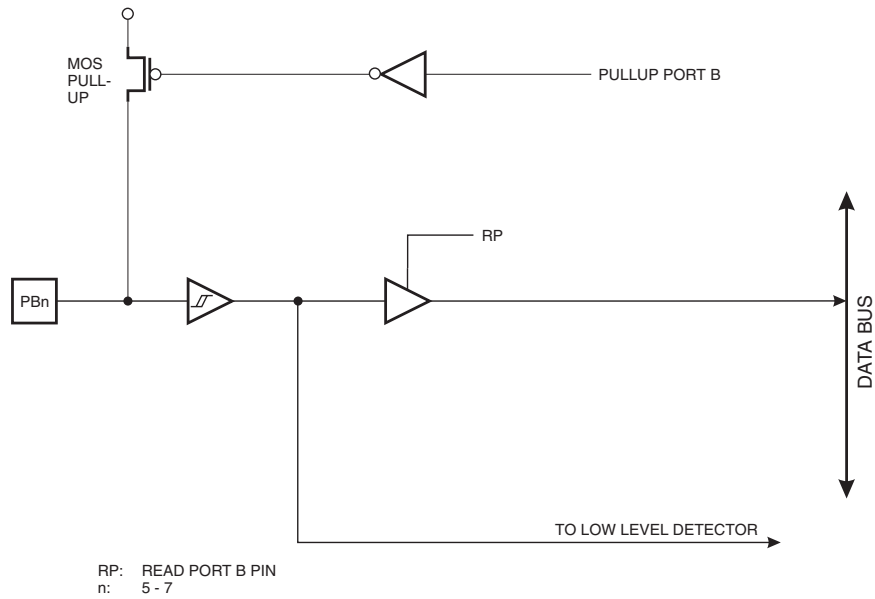 MOS
PULL-
UP
PULLUP PORT B
RP
PBn
DATA BUS
TO LOW LEVEL DETECTOR
RP: READ PORT B PIN
n: 5 - 7